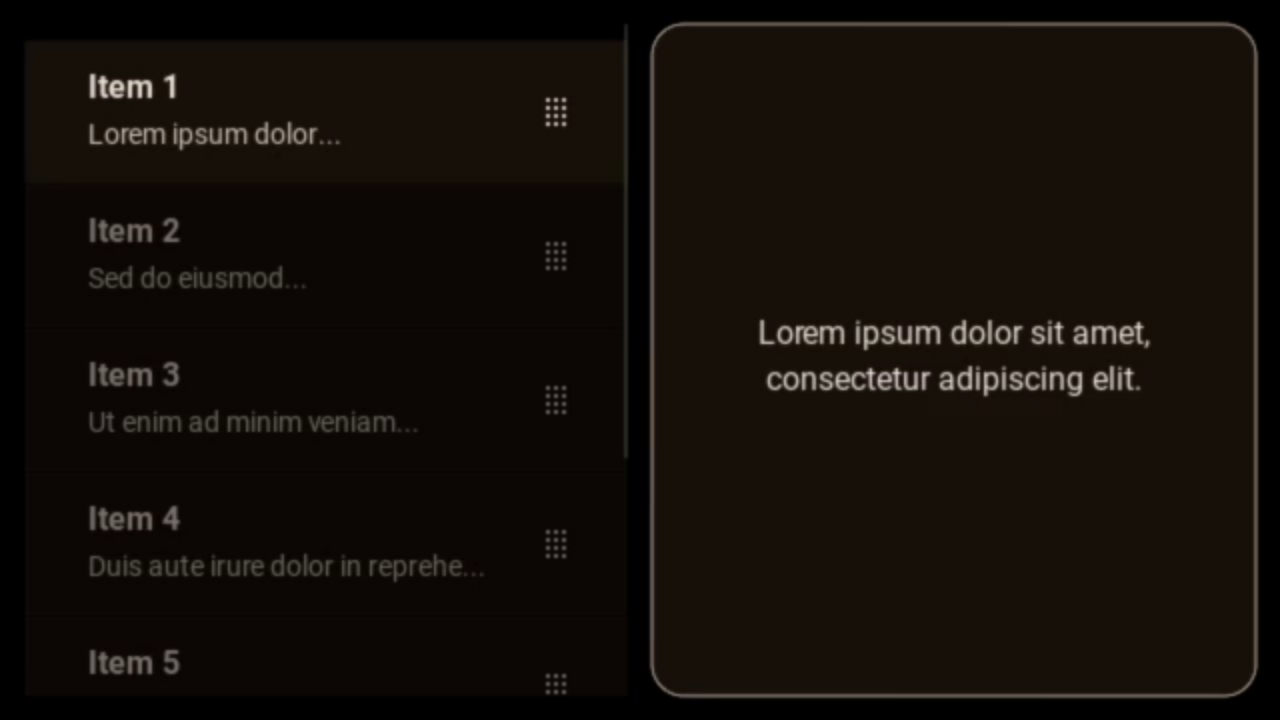 Item 1
Lorem ipsum dolor...
Item 2
Sed do eiusmod...
Item 3
Ut enim ad minim veniam...
Item 4
Duis aute irure dolor in reprehe...
Item 5
Lorem ipsum dolor sit amet,
consectetur adipiscing elit.